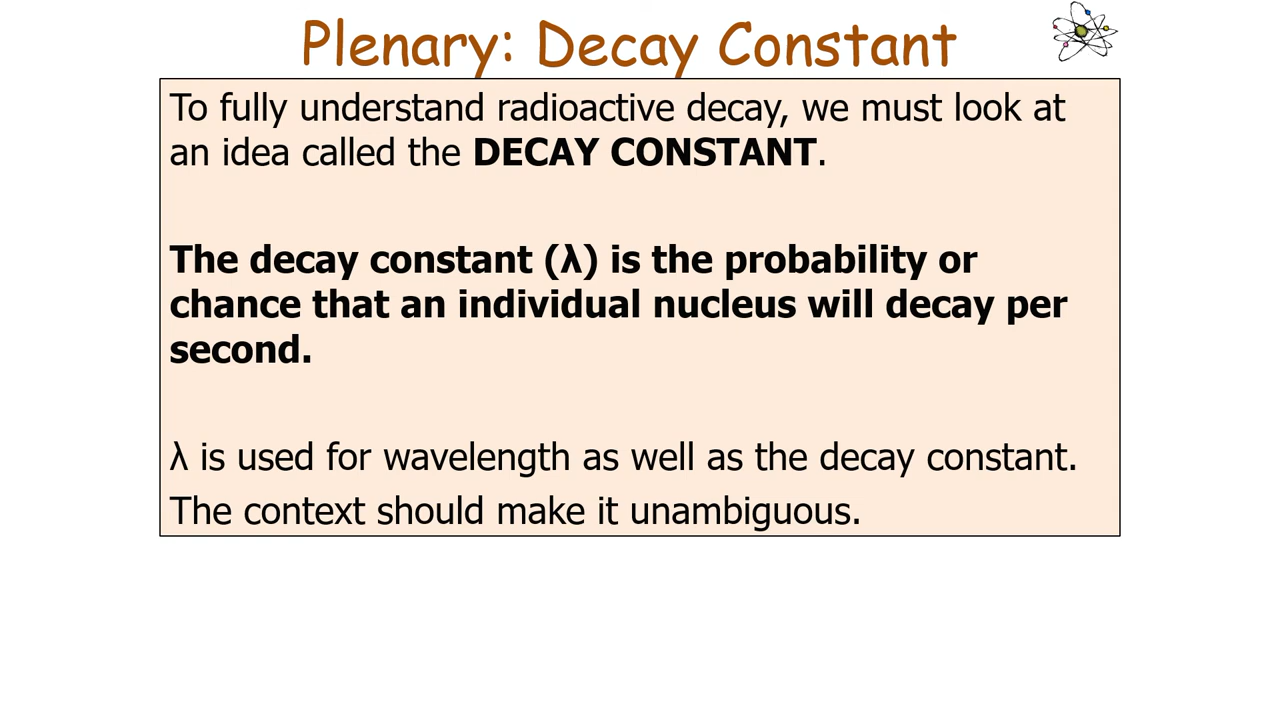 Plenary: Decay Constant
To fully understand radioactive decay, we must look at
an idea called the DECAY CONSTANT.
The decay constant (λ) is the probability or
chance that an individual nucleus will decay per
second.
λ is used for wavelength as well as the decay constant.
The context should make it unambiguous.